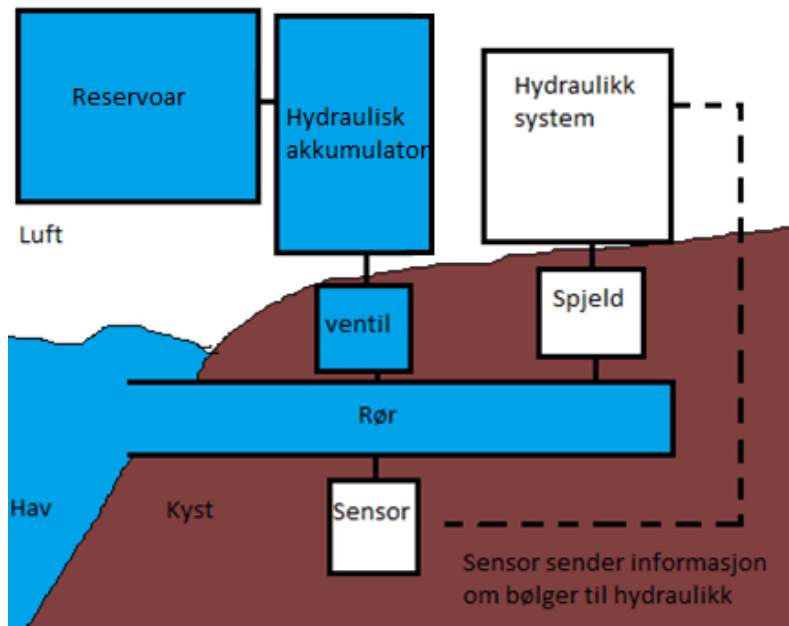 Reservoar
Hydraulisk
akkumulator
Hydraulikk
system
Luft
ventil
Spjeld
Rør
Hav
Kyst
Sensor
Sensor sender informasjon
om bølger til hydraulikk